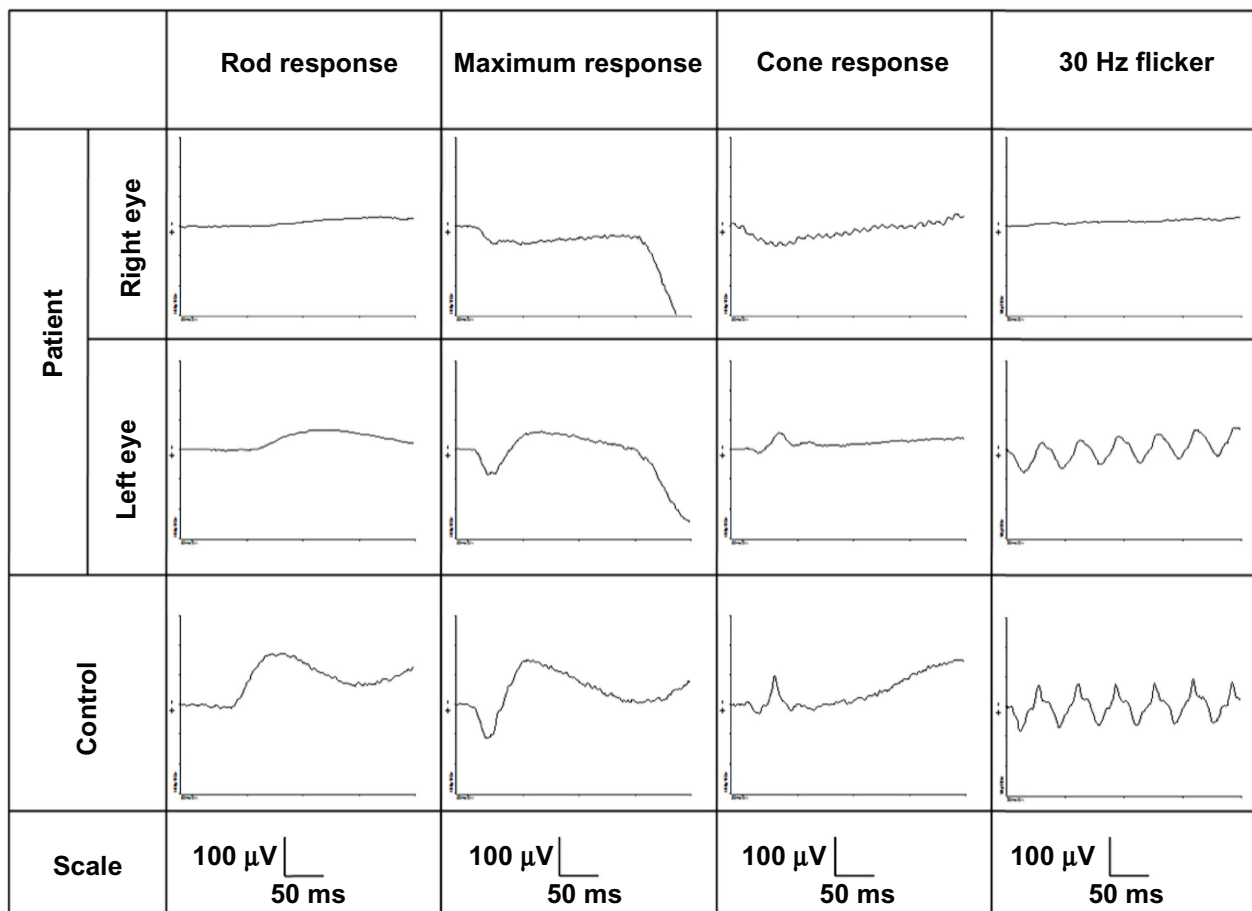 Rod response
Maximum response
Cone response
30 Hz flicker
Patient
Right eye
Left eye
Control
Scale
100 μV
50 ms
100 μV
50 ms
100 μV
50 ms
100 μV
50 ms